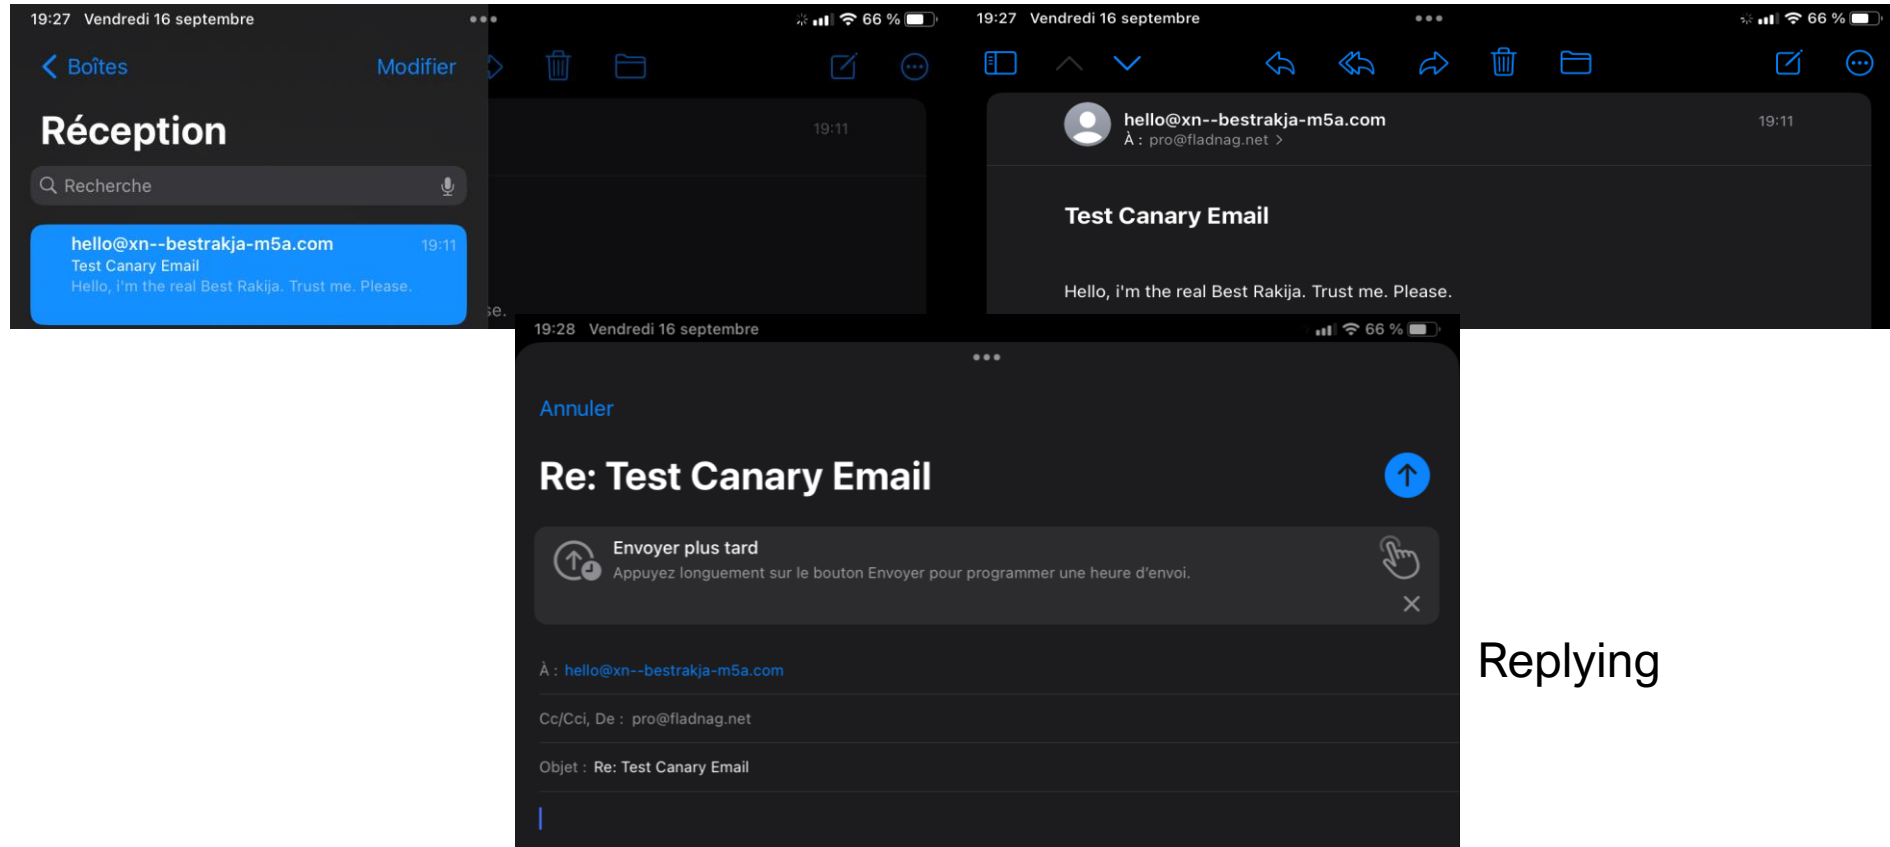 19:27 Vendredi 16 septembre
66 %
Boîtes
Modifier
Réception
19:11
Recherche
hello@xn--bestrakja-m5a.com 19:11
Test Canary Email
Hello, i'm the real Best Rakija. Trust me. Please.
se.
19:27 Vendredi 16 septembre
66 %
hello@xn--bestrakja-m5a.com 19:11
À : pro@fladnag.net >
Test Canary Email
Hello, i'm the real Best Rakija. Trust me. Please.
19:28 Vendredi 16 septembre
66 %
Annuler
Re: Test Canary Email
Envoyer plus tard
Appuyez longuement sur le bouton Envoyer pour programmer une heure d'envoi.
À : hello@xn--bestrakja-m5a.com
Cc/Cci, De : pro@fladnag.net
Objet : Re: Test Canary Email
Replying